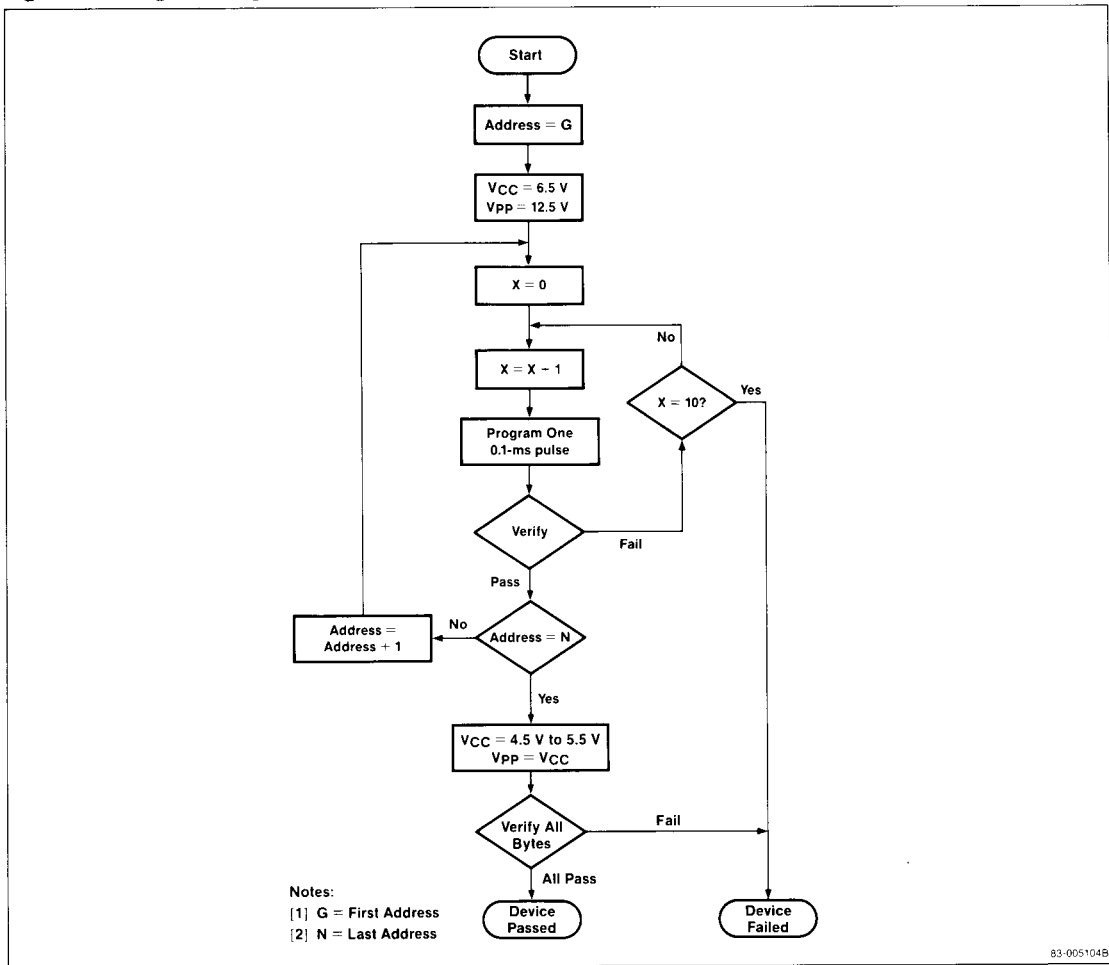 Start
Address = G
VCC = 6.5 V
VPP = 12.5 V
X = 0
No
X = X + 1
X = 10?
Yes
Program One
0.1-ms pulse
Verify
Fail
Pass
Address =
Address + 1
No
Address = N
Yes
VCC = 4.5 V to 5.5 V
VPP = VCC
Verify All
Bytes
Fail
All Pass
Notes:
[1] G = First Address
[2] N = Last Address
Device
Passed
Device
Failed
83-005104B